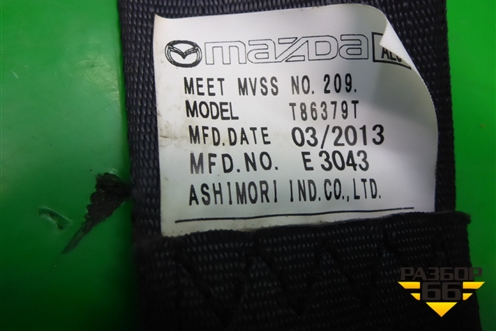 mazda
MEET MVSS NO. 209.
MODEL T86379T
MFD.DATE 03/2013
MFD.NO. E3043
ASHIMORI IND.CO.,LTD.
РАЗБОР
66